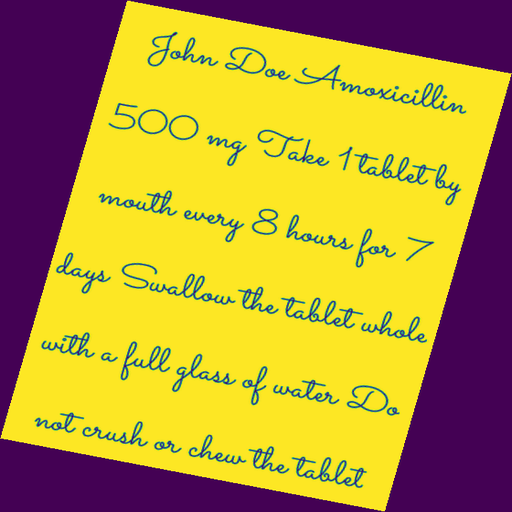 John Doe Amoxicillin
500 mg Take 1 tablet by
mouth every 8 hours for 7
days Swallow the tablet whole
with a full glass of water Do
not crush or chew the tablet